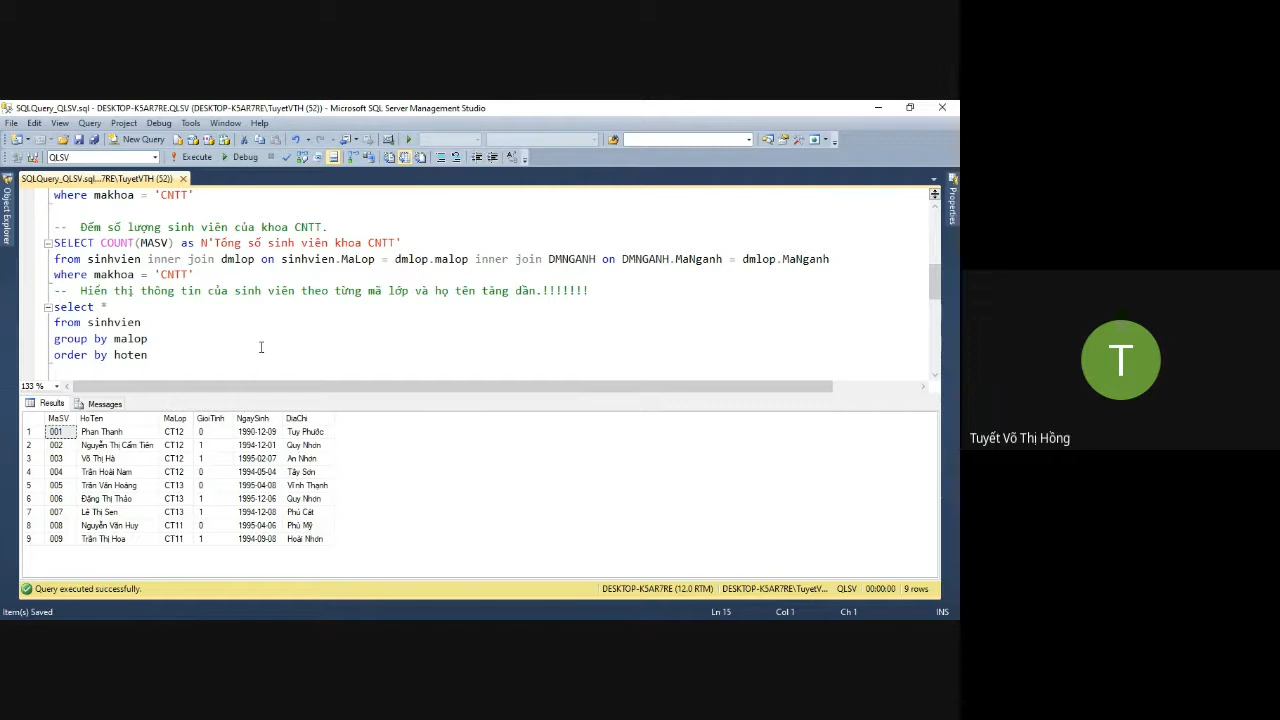 SQLQuery_QLSV.sql - DESKTOP-K5AR7RE.QLSV (DESKTOP-K5AR7RE\TuyetVTH (52)) - Microsoft SQL Server Management Studio
File Edit View Query Project Debug Tools Window Help
New Query
QLSV Execute Debug
SQLQuery_QLSV.sql...7RE\TuyetVTH (52))
Object Explorer
Properties
where makhoa = 'CNTT'
-- Đếm số lượng sinh viên của khoa CNTT.
SELECT COUNT(MASV) as N'Tổng số sinh viên khoa CNTT'
from sinhvien inner join dmlop on sinhvien.MaLop = dmlop.malop inner join DMNGANH on DMNGANH.MaNganh = dmlop.MaNganh
where makhoa = 'CNTT'
-- Hiển thị thông tin của sinh viên theo từng mã lớp và họ tên tăng dần.!!!!!!!
select *
from sinhvien
group by malop
order by hoten
133 %
Results Messages
MaSV HoTen MaLop GioiTinh NgaySinh DiaChi
1 001 Phan Thanh CT12 0 1990-12-09 Tuy Phước
2 002 Nguyễn Thị Cẩm Tiên CT12 1 1994-12-01 Quy Nhơn
3 003 Võ Thị Hà CT12 1 1995-02-07 An Nhơn
4 004 Trần Hoài Nam CT12 0 1994-05-04 Tây Sơn
5 005 Trần Văn Hoàng CT13 0 1995-04-08 Vĩnh Thạnh
6 006 Đặng Thị Thảo CT13 1 1995-12-06 Quy Nhơn
7 007 Lê Thị Sen CT13 1 1994-12-08 Phù Cát
8 008 Nguyễn Văn Huy CT11 0 1995-04-06 Phù Mỹ
9 009 Trần Thị Hoa CT11 1 1994-09-08 Hoài Nhơn
Query executed successfully. DESKTOP-K5AR7RE (12.0 RTM) DESKTOP-K5AR7RE\TuyetV... QLSV 00:00:00 9 rows
Item(s) Saved Ln 15 Col 1 Ch 1 INS
T
Tuyết Võ Thị Hồng